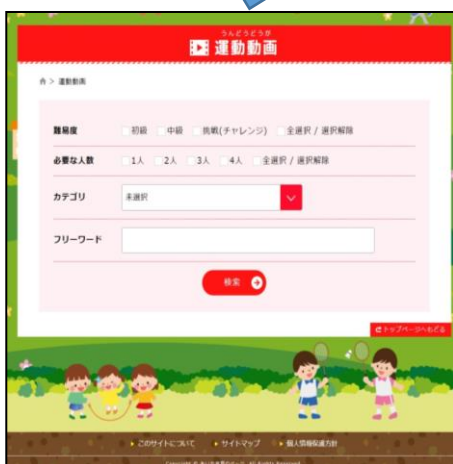 うんどうどうが
運動動画
> 運動動画
難易度 初級 中級 挑戦(チャレンジ) 全選択 / 選択解除
必要な人数 1人 2人 3人 4人 全選択 / 選択解除
カテゴリ 未選択
フリーワード
検索
トップページへもどる
このサイトについて サイトマップ 個人情報保護方針